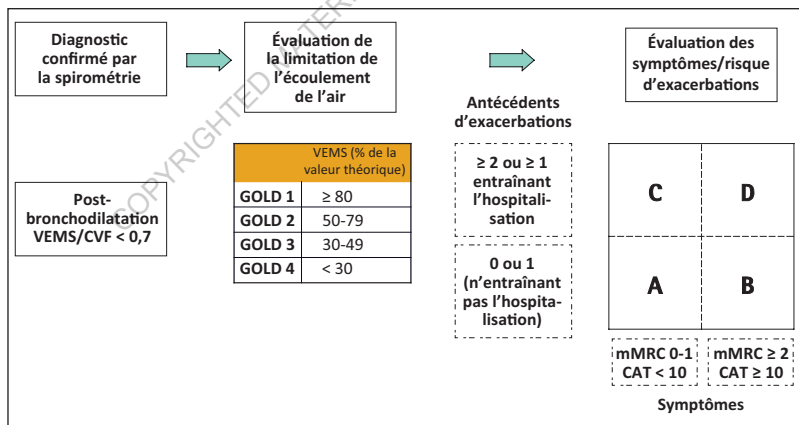 Diagnostic
confirmé par
la spirométrie
Évaluation de
la limitation de
l'écoulement
de l'air
Évaluation des
symptômes/risque
d'exacerbations
Antécédents
d'exacerbations
Post-
bronchodilatation
VEMS/CVF < 0,7
VEMS (% de la
valeur théorique)
GOLD 1 ≥ 80
GOLD 2 50-79
GOLD 3 30-49
GOLD 4 < 30
≥ 2 ou ≥ 1
entraînant
l'hospitali-
sation
0 ou 1
(n'entraînant
pas l'hospita-
lisation)
C D
A B
mMRC 0-1
CAT < 10
mMRC ≥ 2
CAT ≥ 10
Symptômes
COPYRIGHTED MATER